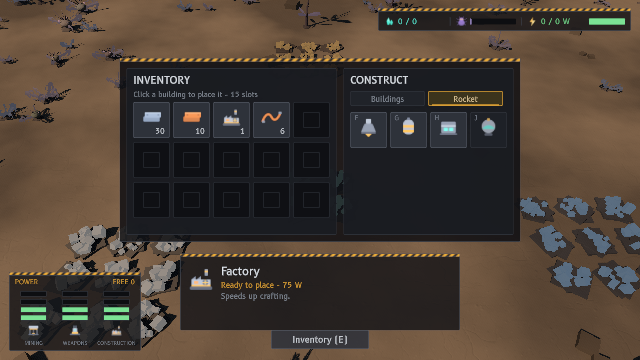 0 / 0
0 / 0 W
INVENTORY
Click a building to place it - 15 slots
30
10
1
6
CONSTRUCT
Buildings
Rocket
F
G
H
J
Factory
Ready to place - 75 W
Speeds up crafting.
POWER
FREE 0
MINING
WEAPONS
CONSTRUCTION
Inventory [E]